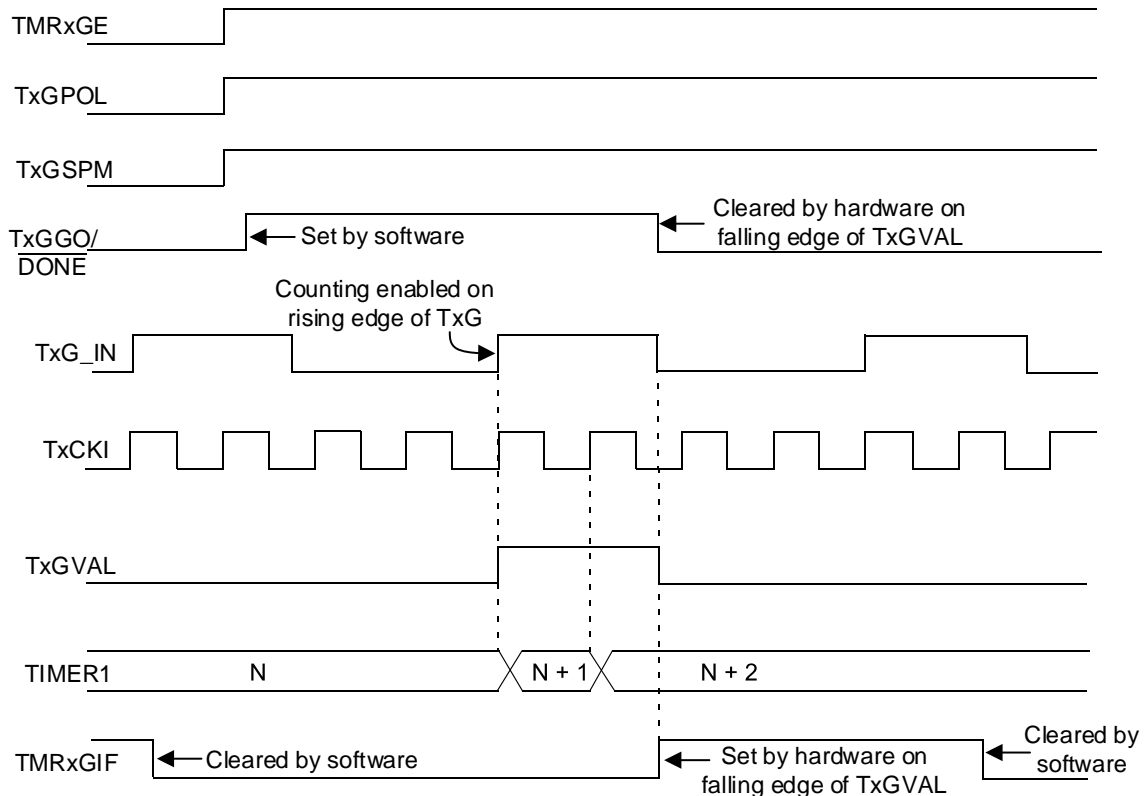 TMRxGE
TxGPOL
TxGSPM
TxGGO/
DONE
Set by software
Cleared by hardware on
falling edge of TxGVAL
Counting enabled on
rising edge of TxG
TxG_IN
TxCKI
TxGVAL
TIMER1
N
N + 1
N + 2
TMRxGIF
Cleared by software
Set by hardware on
falling edge of TxGVAL
Cleared by
software